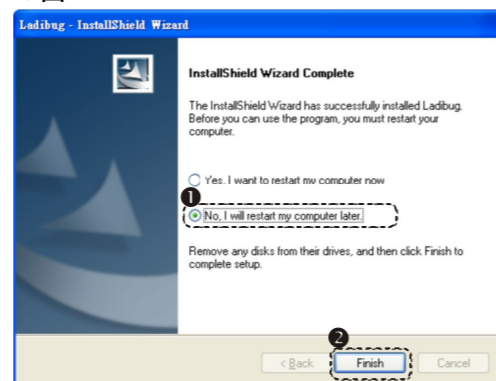 Ladibug - InstallShield Wizard
InstallShield Wizard Complete
The InstallShield Wizard has successfully installed Ladibug.
Before you can use the program, you must restart your
computer.
Yes, I want to restart my computer now
❶
No, I will restart my computer later.
Remove any disks from their drives, and then click Finish to
complete setup.
❷
< Back Finish Cancel